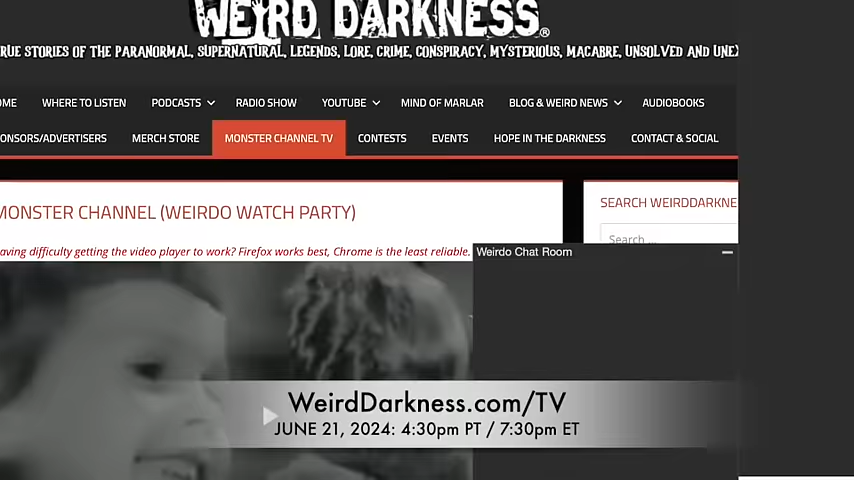 WEIRD DARKNESS®
RUE STORIES OF THE PARANORMAL, SUPERNATURAL, LEGENDS, LORE, CRIME, CONSPIRACY, MYSTERIOUS, MACABRE, UNSOLVED AND UNEX
OME WHERE TO LISTEN PODCASTS RADIO SHOW YOUTUBE MIND OF MARLAR BLOG & WEIRD NEWS AUDIOBOOKS
ONSORS/ADVERTISERS MERCH STORE MONSTER CHANNEL TV CONTESTS EVENTS HOPE IN THE DARKNESS CONTACT & SOCIAL
MONSTER CHANNEL (WEIRDO WATCH PARTY)
SEARCH WEIRDDARKNE
Search ...
aving difficulty getting the video player to work? Firefox works best, Chrome is the least reliable.
Weirdo Chat Room
WeirdDarkness.com/TV
JUNE 21, 2024: 4:30pm PT / 7:30pm ET